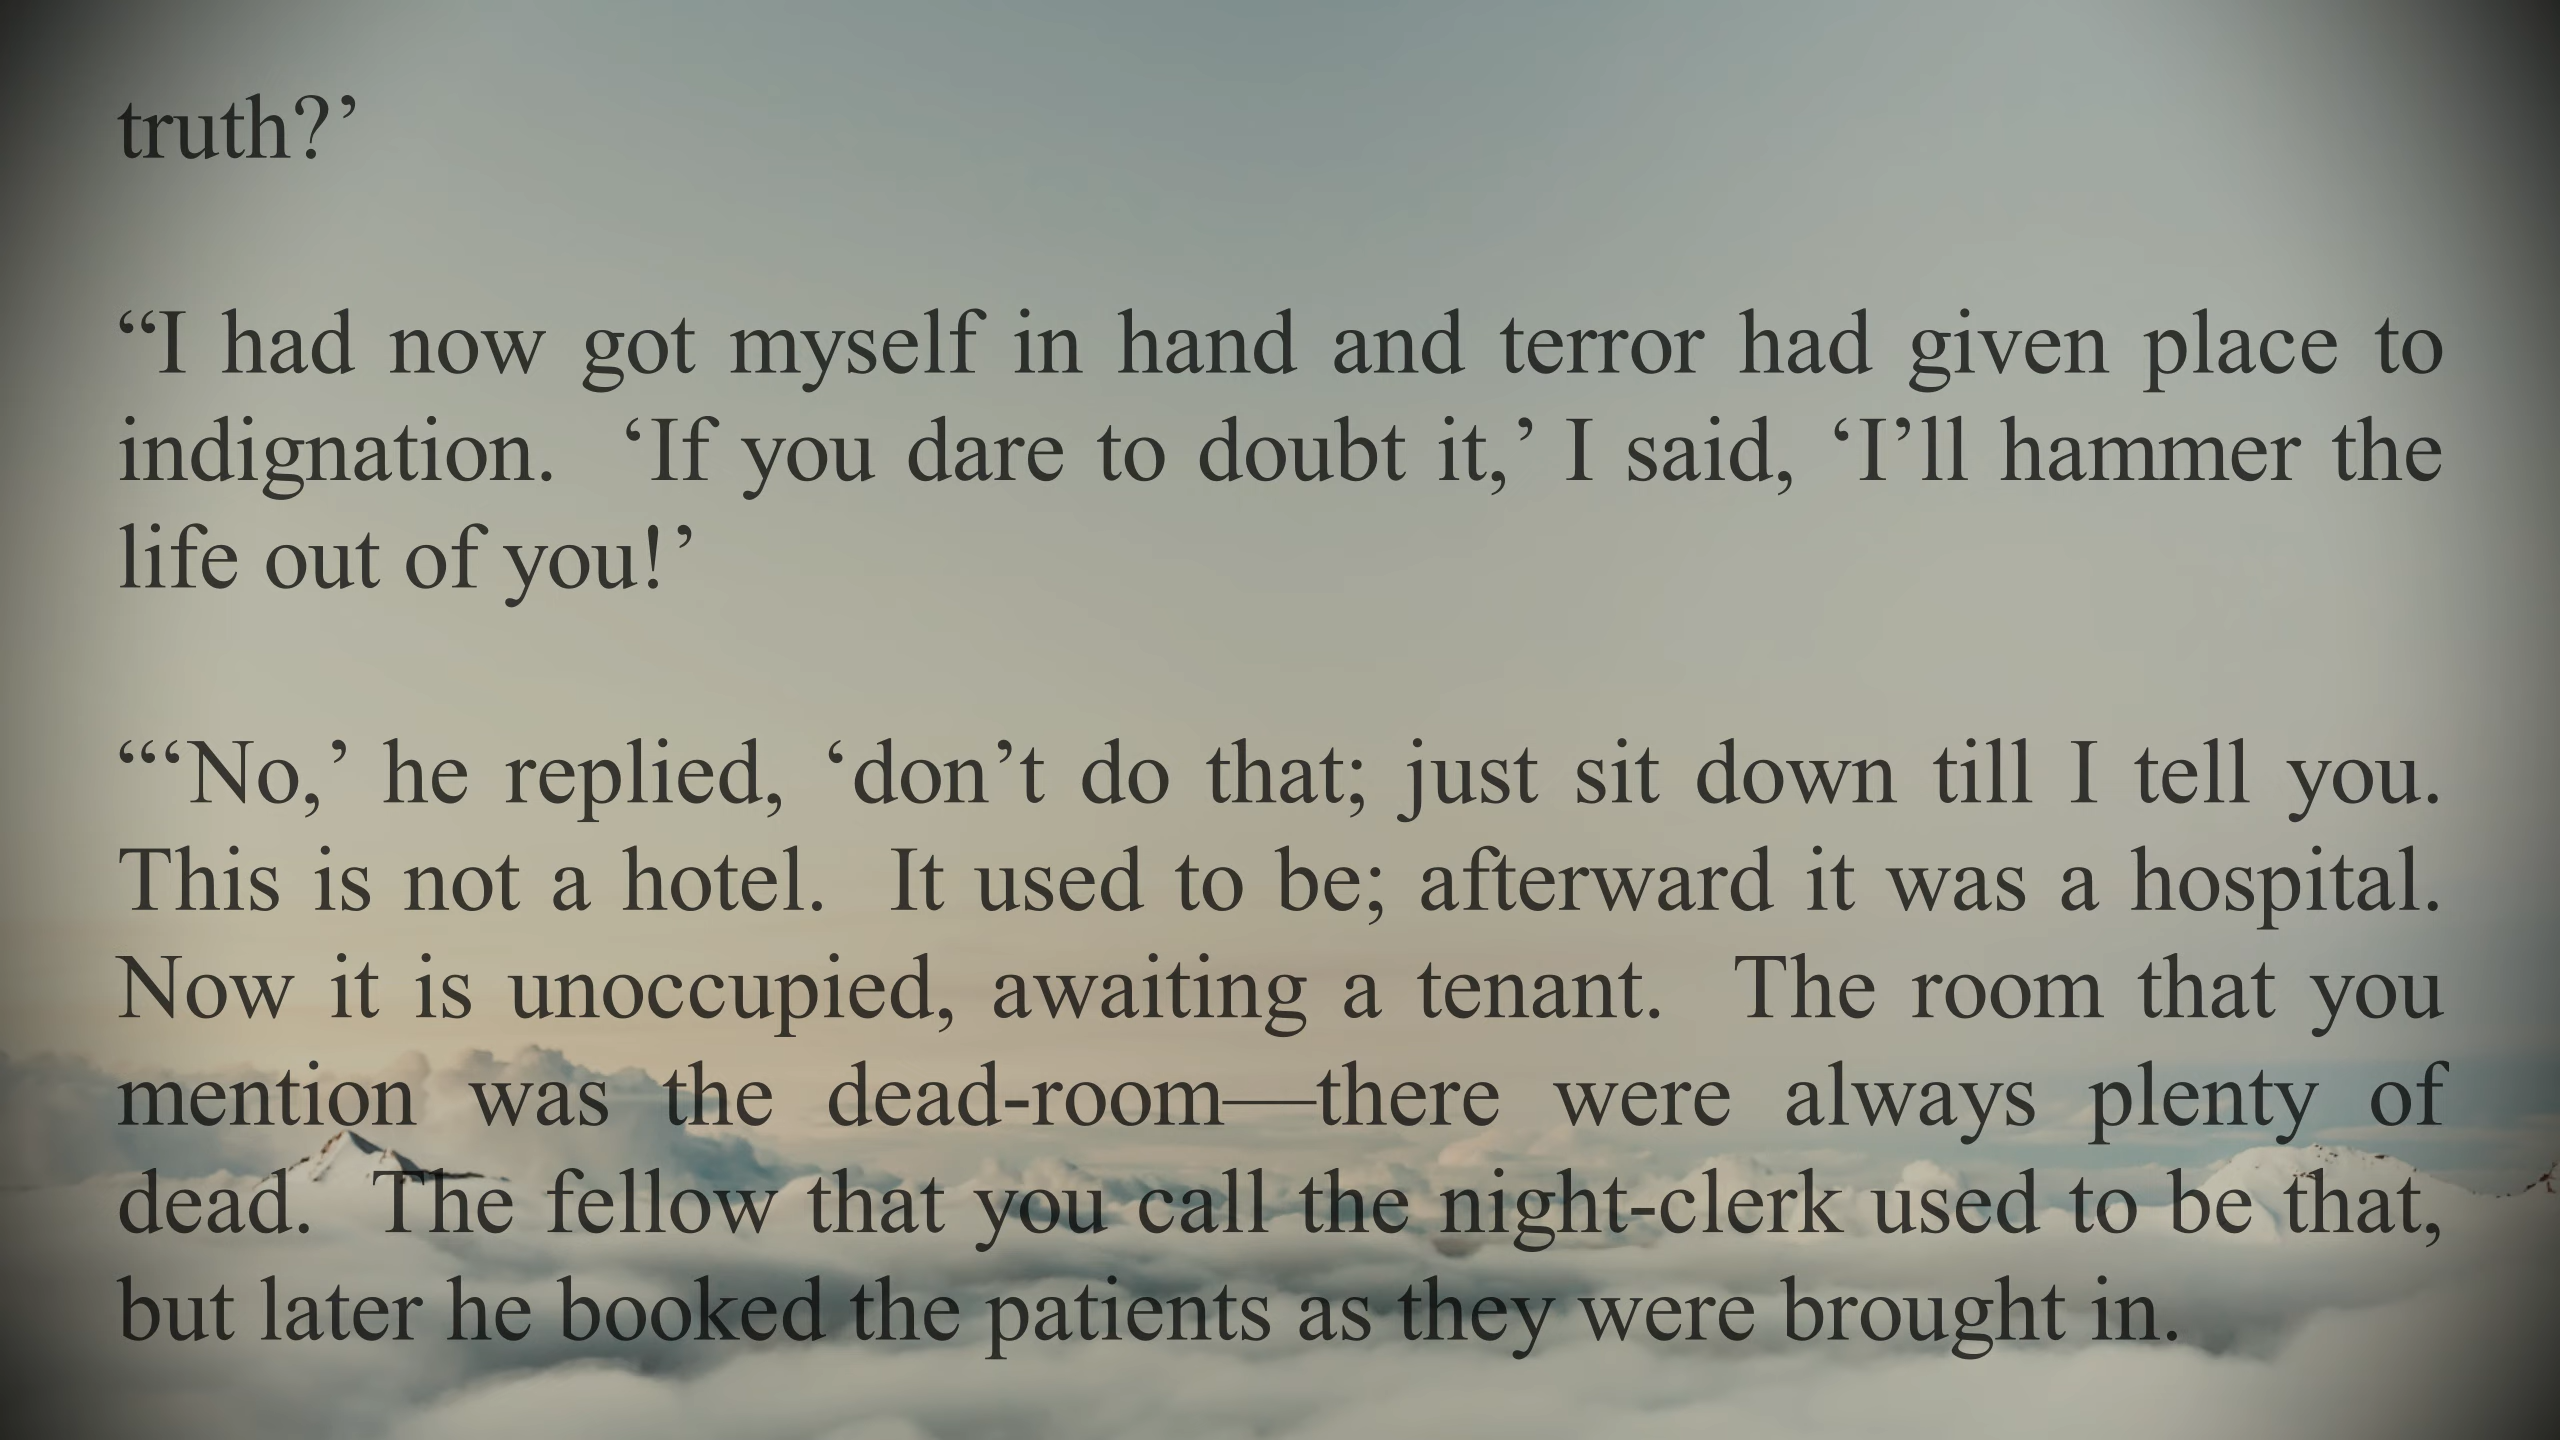 truth?’
“I had now got myself in hand and terror had given place to
indignation.  ‘If you dare to doubt it,’ I said, ‘I’ll hammer the
life out of you!’
“‘No,’ he replied, ‘don’t do that; just sit down till I tell you.
This is not a hotel.  It used to be; afterward it was a hospital.
Now it is unoccupied, awaiting a tenant.  The room that you
mention was the dead-room—there were always plenty of
dead.  The fellow that you call the night-clerk used to be that,
but later he booked the patients as they were brought in.